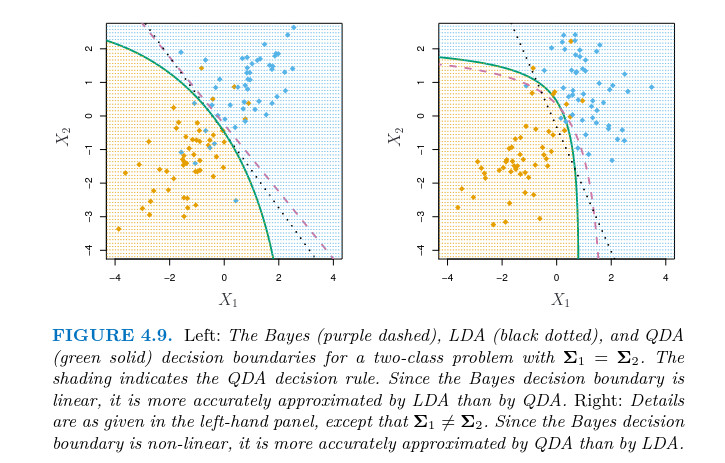 2
1
0
−1
−2
−3
−4
X2
−4 −2 0 2 4
X1
2
1
0
−1
−2
−3
−4
X2
−4 −2 0 2 4
X1
FIGURE 4.9. Left: The Bayes (purple dashed), LDA (black dotted), and QDA
(green solid) decision boundaries for a two-class problem with Σ1 = Σ2. The
shading indicates the QDA decision rule. Since the Bayes decision boundary is
linear, it is more accurately approximated by LDA than by QDA. Right: Details
are as given in the left-hand panel, except that Σ1 ≠ Σ2. Since the Bayes decision
boundary is non-linear, it is more accurately approximated by QDA than by LDA.